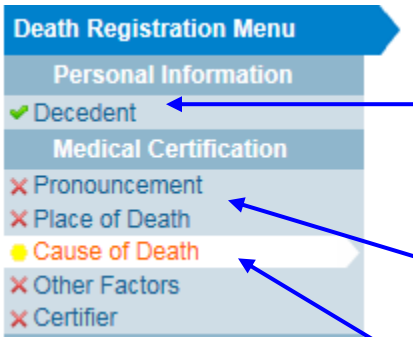 Death Registration Menu
Personal Information
Decedent
Medical Certification
Pronouncement
Place of Death
Cause of Death
Other Factors
Certifier